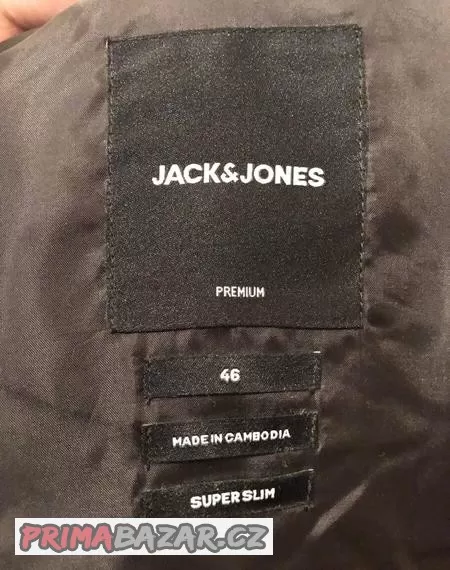 JACK&JONES
PREMIUM
46
MADE IN CAMBODIA
SUPER SLIM
PRIMABAZAR.CZ